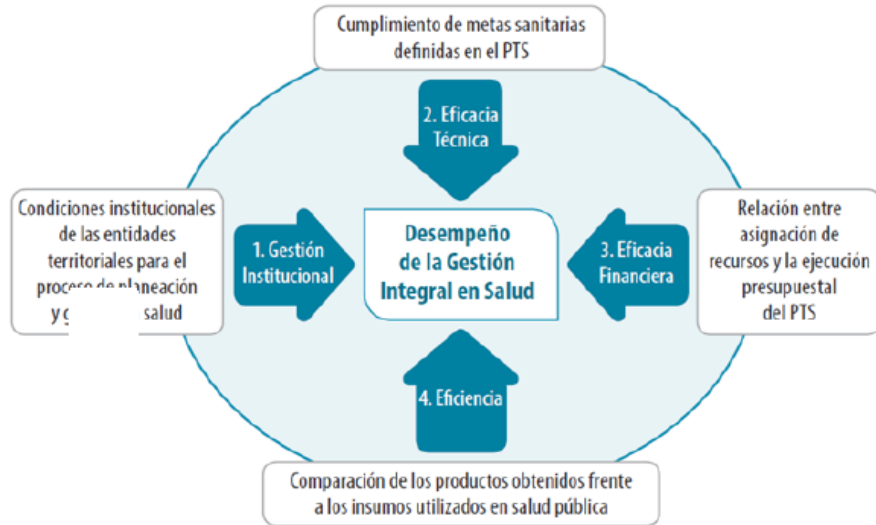 Cumplimiento de metas sanitarias
definidas en el PTS
2. Eficacia
Técnica
Condiciones institucionales
de las entidades
territoriales para el
proceso de planeación
y salud
1. Gestión
Institucional
Desempeño
de la Gestión
Integral en Salud
3. Eficacia
Financiera
Relación entre
asignación de
recursos y la ejecución
presupuestal
del PTS
4. Eficiencia
Comparación de los productos obtenidos frente
a los insumos utilizados en salud pública